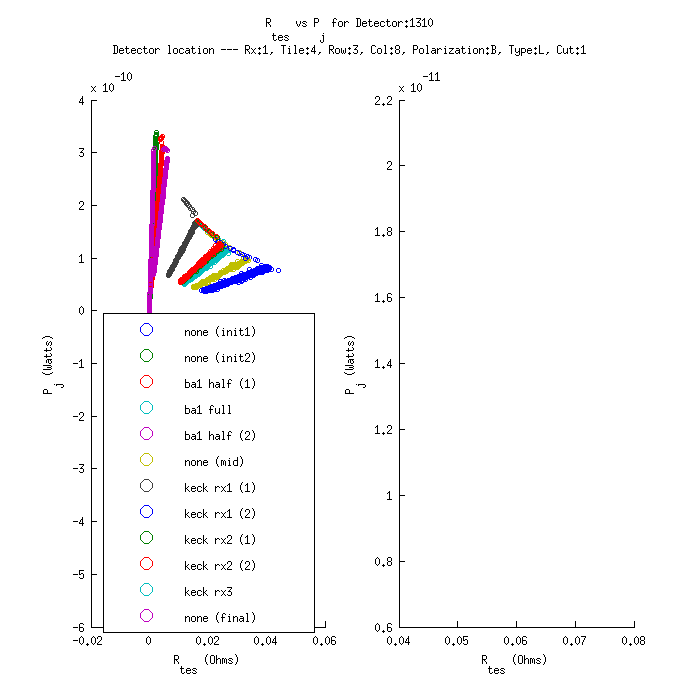 R_tes vs P_j for Detector:1310
Detector location --- Rx:1, Tile:4, Row:3, Col:8, Polarization:B, Type:L, Cut:1
x 10^-10
4
3
2
1
0
-1
-2
-3
-4
-5
-6
-0.02 0 0.02 0.04 0.06
P_j (Watts)
R_tes (Ohms)
none (init1)
none (init2)
ba1 half (1)
ba1 full
ba1 half (2)
none (mid)
keck rx1 (1)
keck rx1 (2)
keck rx2 (1)
keck rx2 (2)
keck rx3
none (final)
x 10^-11
2.2
2
1.8
1.6
1.4
1.2
1
0.8
0.6
0.04 0.05 0.06 0.07 0.08
P_j (Watts)
R_tes (Ohms)